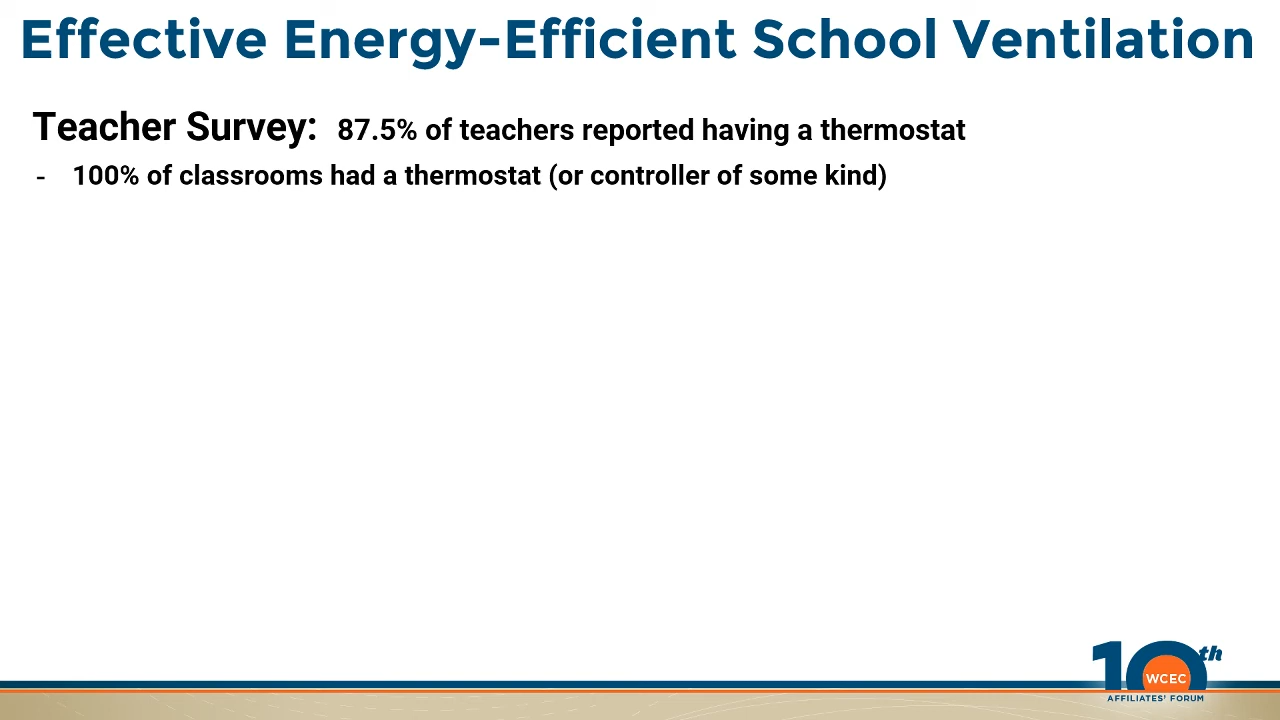 Effective Energy-Efficient School Ventilation
Teacher Survey: 87.5% of teachers reported having a thermostat
- 100% of classrooms had a thermostat (or controller of some kind)
10th
WCEC
AFFILIATES' FORUM